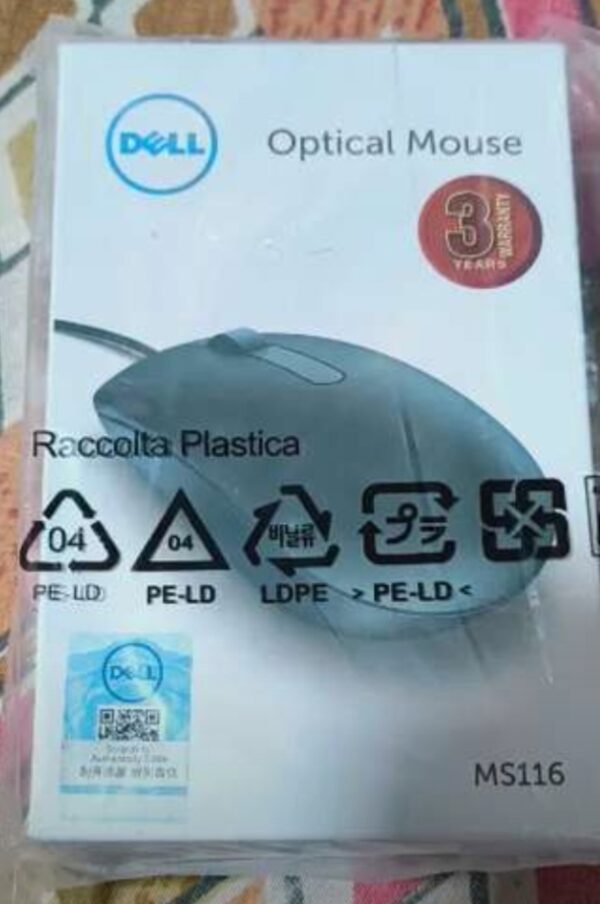 DELL
Optical Mouse
3
YEARS
WARRANTY
Raccolta Plastica
04
04
비닐류
プラ
PE-LD
PE-LD
LDPE
> PE-LD <
DELL
MS116